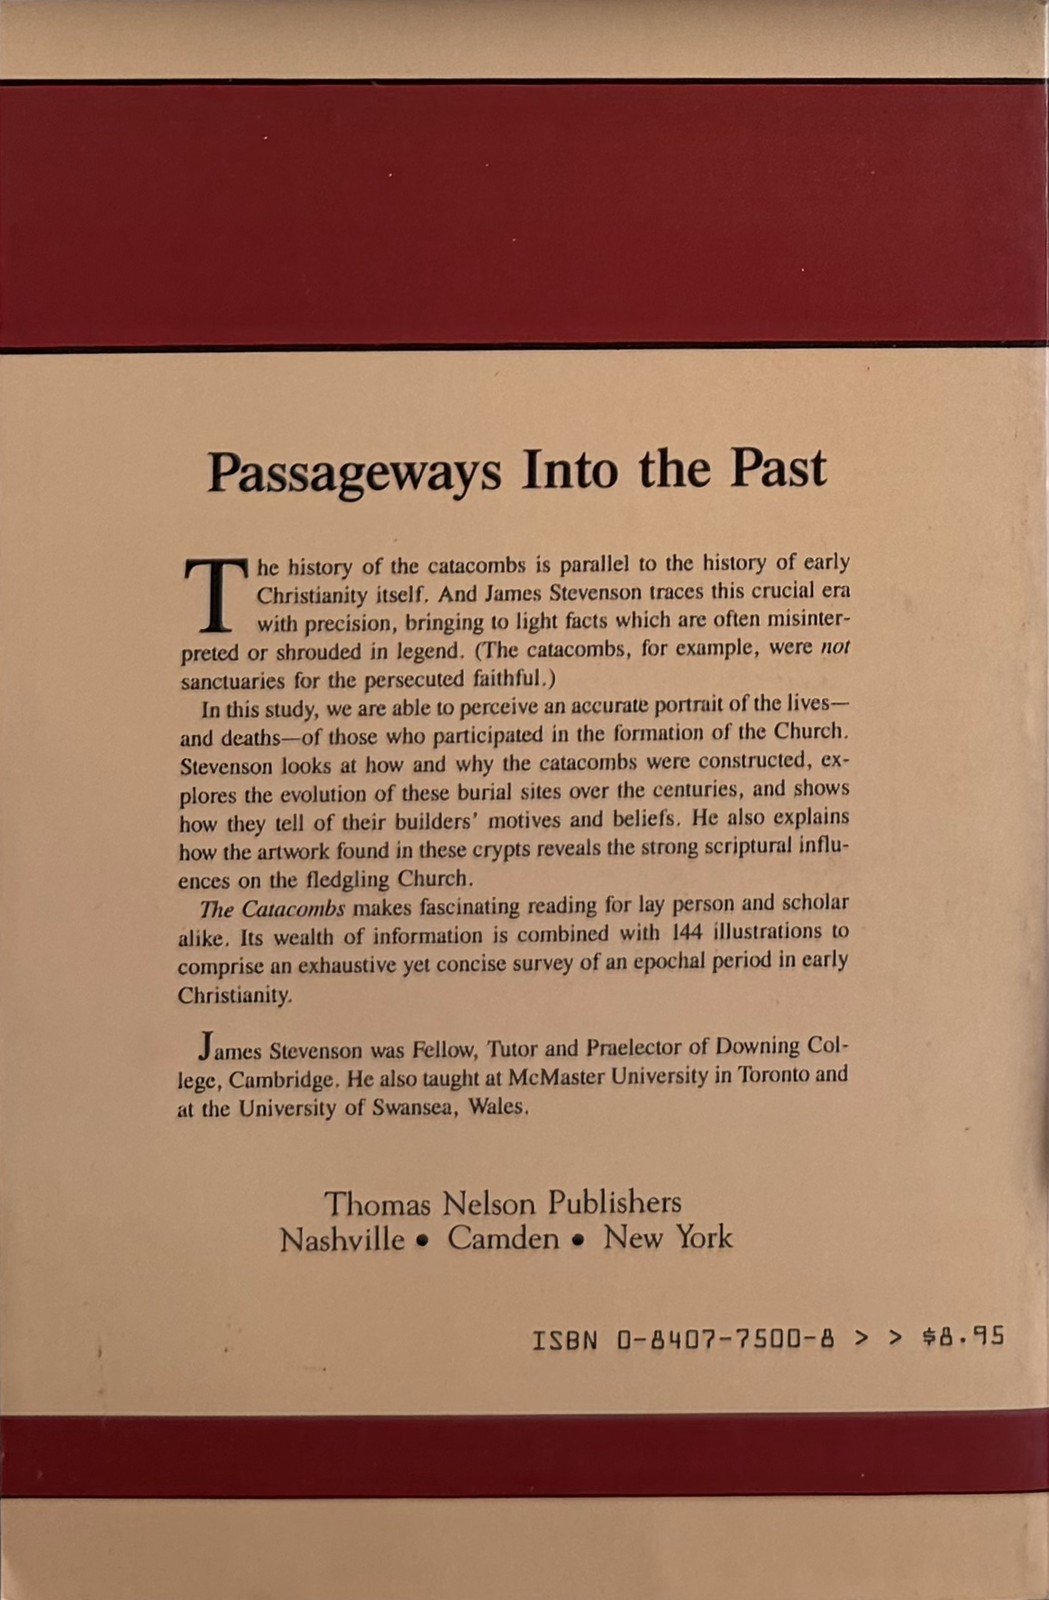 Passageways Into the Past
The history of the catacombs is parallel to the history of early
Christianity itself. And James Stevenson traces this crucial era
with precision, bringing to light facts which are often misinter-
preted or shrouded in legend. (The catacombs, for example, were not
sanctuaries for the persecuted faithful.)
In this study, we are able to perceive an accurate portrait of the lives—
and deaths—of those who participated in the formation of the Church.
Stevenson looks at how and why the catacombs were constructed, ex-
plores the evolution of these burial sites over the centuries, and shows
how they tell of their builders' motives and beliefs. He also explains
how the artwork found in these crypts reveals the strong scriptural influ-
ences on the fledgling Church.
The Catacombs makes fascinating reading for lay person and scholar
alike. Its wealth of information is combined with 144 illustrations to
comprise an exhaustive yet concise survey of an epochal period in early
Christianity.
James Stevenson was Fellow, Tutor and Praelector of Downing Col-
lege, Cambridge. He also taught at McMaster University in Toronto and
at the University of Swansea, Wales.
Thomas Nelson Publishers
Nashville • Camden • New York
ISBN 0-8407-7500-8 > > $8.95